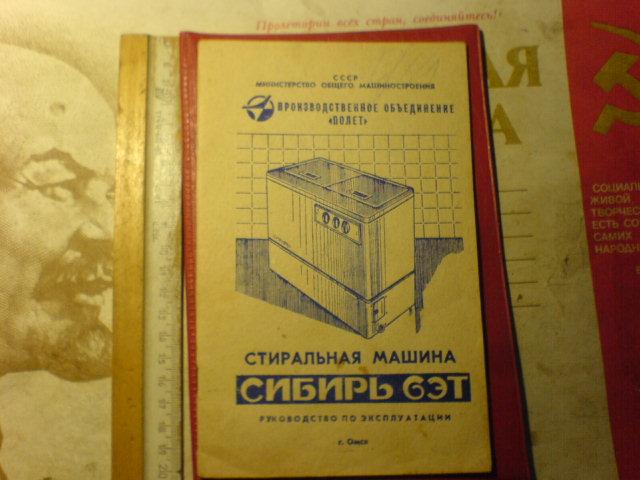 Пролетарии всех стран, соединяйтесь!
СССР
МИНИСТЕРСТВО ОБЩЕГО МАШИНОСТРОЕНИЯ
ПРОИЗВОДСТВЕННОЕ ОБЪЕДИНЕНИЕ
«ПОЛЕТ»
СТИРАЛЬНАЯ МАШИНА
СИБИРЬ 6ЭТ
РУКОВОДСТВО ПО ЭКСПЛУАТАЦИИ
г. Омск
АЯ
А
СОЦИАЛИ
ЖИВОЙ
ТВОРЧЕС
ЕСТЬ СО
САМИХ
НАРОДН